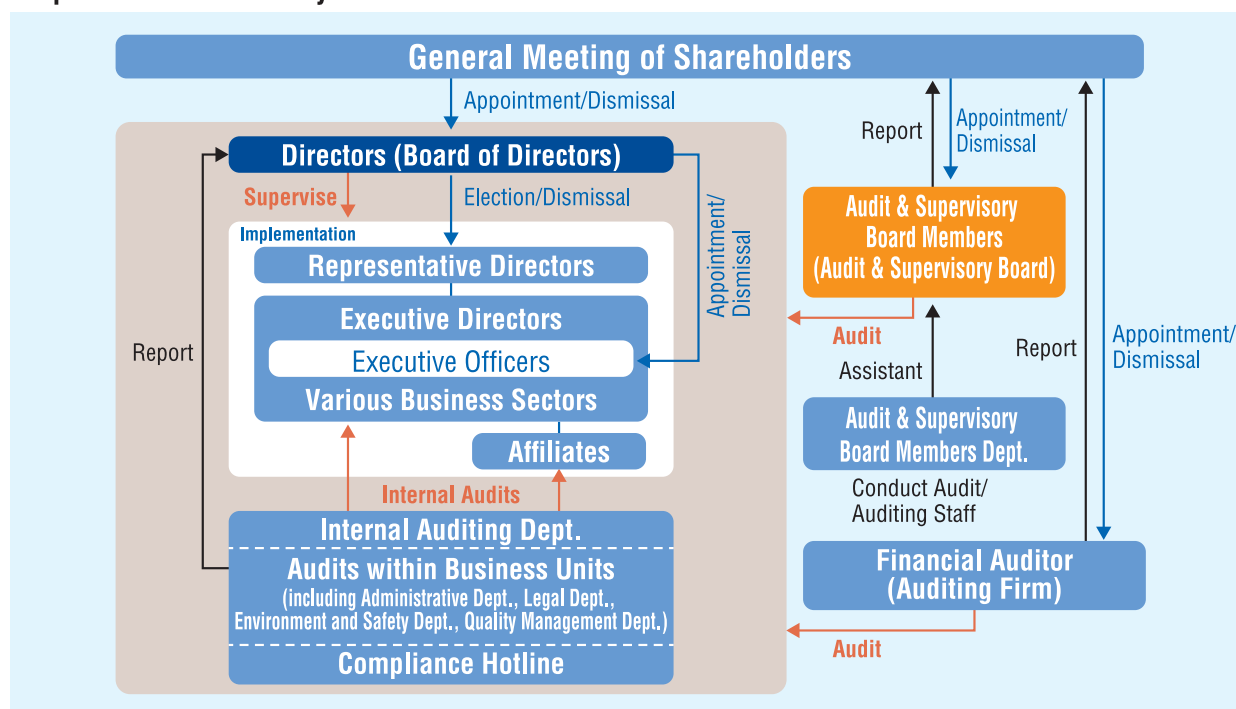 General Meeting of Shareholders
Appointment/Dismissal
Directors (Board of Directors)
Supervise
Election/Dismissal
Implementation
Representative Directors
Executive Directors
Executive Officers
Various Business Sectors
Affiliates
Appointment/
Dismissal
Report
Internal Audits
Internal Auditing Dept.
Audits within Business Units
(including Administrative Dept., Legal Dept.,
Environment and Safety Dept., Quality Management Dept.)
Compliance Hotline
Report
Appointment/
Dismissal
Audit & Supervisory
Board Members
(Audit & Supervisory Board)
Audit
Assistant
Report
Appointment/
Dismissal
Audit & Supervisory
Board Members Dept.
Conduct Audit/
Auditing Staff
Financial Auditor
(Auditing Firm)
Audit